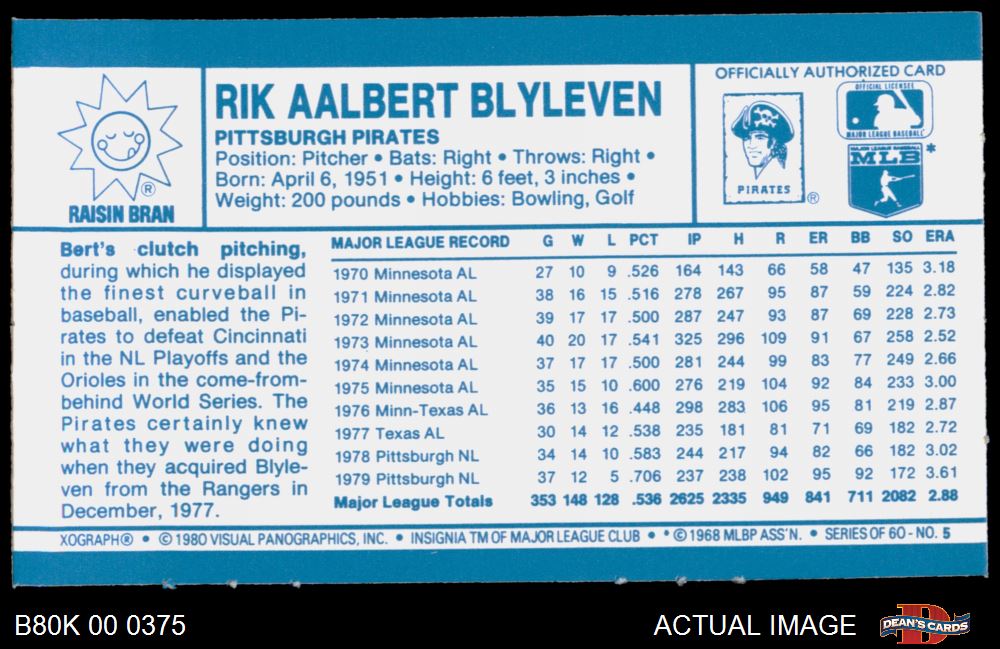 RIK AALBERT BLYLEVEN
PITTSBURGH PIRATES
Position: Pitcher • Bats: Right • Throws: Right •
Born: April 6, 1951 • Height: 6 feet, 3 inches •
Weight: 200 pounds • Hobbies: Bowling, Golf
®
RAISIN BRAN
OFFICIALLY AUTHORIZED CARD
PIRATES
®
OFFICIAL LICENSEE
MAJOR LEAGUE BASEBALL
MAJOR LEAGUE BASEBALL
MLB *
Bert's clutch pitching,
during which he displayed
the finest curveball in
baseball, enabled the Pi-
rates to defeat Cincinnati
in the NL Playoffs and the
Orioles in the come-from-
behind World Series. The
Pirates certainly knew
what they were doing
when they acquired Blyle-
ven from the Rangers in
December, 1977.
MAJOR LEAGUE RECORD G W L PCT IP H R ER BB SO ERA
1970 Minnesota AL 27 10 9 .526 164 143 66 58 47 135 3.18
1971 Minnesota AL 38 16 15 .516 278 267 95 87 59 224 2.82
1972 Minnesota AL 39 17 17 .500 287 247 93 87 69 228 2.73
1973 Minnesota AL 40 20 17 .541 325 296 109 91 67 258 2.52
1974 Minnesota AL 37 17 17 .500 281 244 99 83 77 249 2.66
1975 Minnesota AL 35 15 10 .600 276 219 104 92 84 233 3.00
1976 Minn-Texas AL 36 13 16 .448 298 283 106 95 81 219 2.87
1977 Texas AL 30 14 12 .538 235 181 81 71 69 182 2.72
1978 Pittsburgh NL 34 14 10 .583 244 217 94 82 66 182 3.02
1979 Pittsburgh NL 37 12 5 .706 237 238 102 95 92 172 3.61
Major League Totals 353 148 128 .536 2625 2335 949 841 711 2082 2.88
XOGRAPH® • © 1980 VISUAL PANOGRAPHICS, INC. • INSIGNIA TM OF MAJOR LEAGUE CLUB • * © 1968 MLBP ASS'N. • SERIES OF 60 - NO. 5
B80K 00 0375
ACTUAL IMAGE
D
DEAN'S CARDS